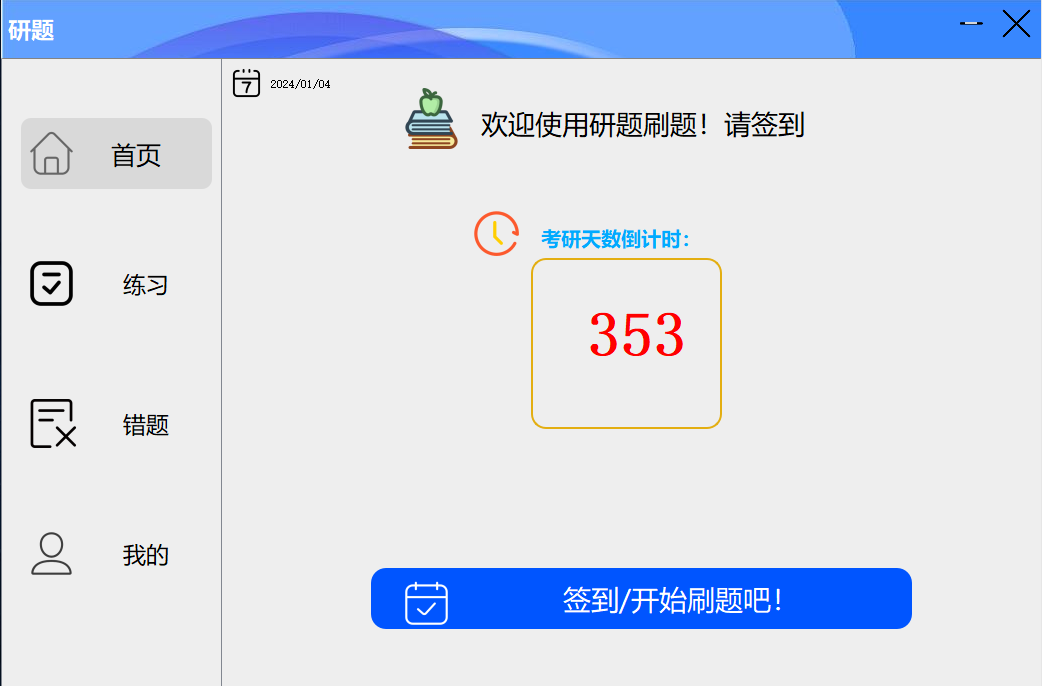 研题
7
2024/01/04
欢迎使用研题刷题！请签到
首页
考研天数倒计时：
练习
353
错题
我的
签到/开始刷题吧！